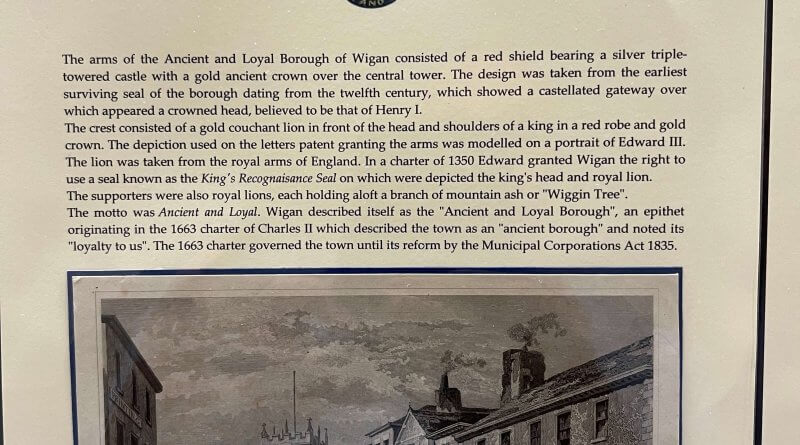 AND
The arms of the Ancient and Loyal Borough of Wigan consisted of a red shield bearing a silver triple-
towered castle with a gold ancient crown over the central tower. The design was taken from the earliest
surviving seal of the borough dating from the twelfth century, which showed a castellated gateway over
which appeared a crowned head, believed to be that of Henry I.
The crest consisted of a gold couchant lion in front of the head and shoulders of a king in a red robe and gold
crown. The depiction used on the letters patent granting the arms was modelled on a portrait of Edward III.
The lion was taken from the royal arms of England. In a charter of 1350 Edward granted Wigan the right to
use a seal known as the King's Recognaisance Seal on which were depicted the king's head and royal lion.
The supporters were also royal lions, each holding aloft a branch of mountain ash or "Wiggin Tree".
The motto was Ancient and Loyal. Wigan described itself as the "Ancient and Loyal Borough", an epithet
originating in the 1663 charter of Charles II which described the town as an "ancient borough" and noted its
"loyalty to us". The 1663 charter governed the town until its reform by the Municipal Corporations Act 1835.